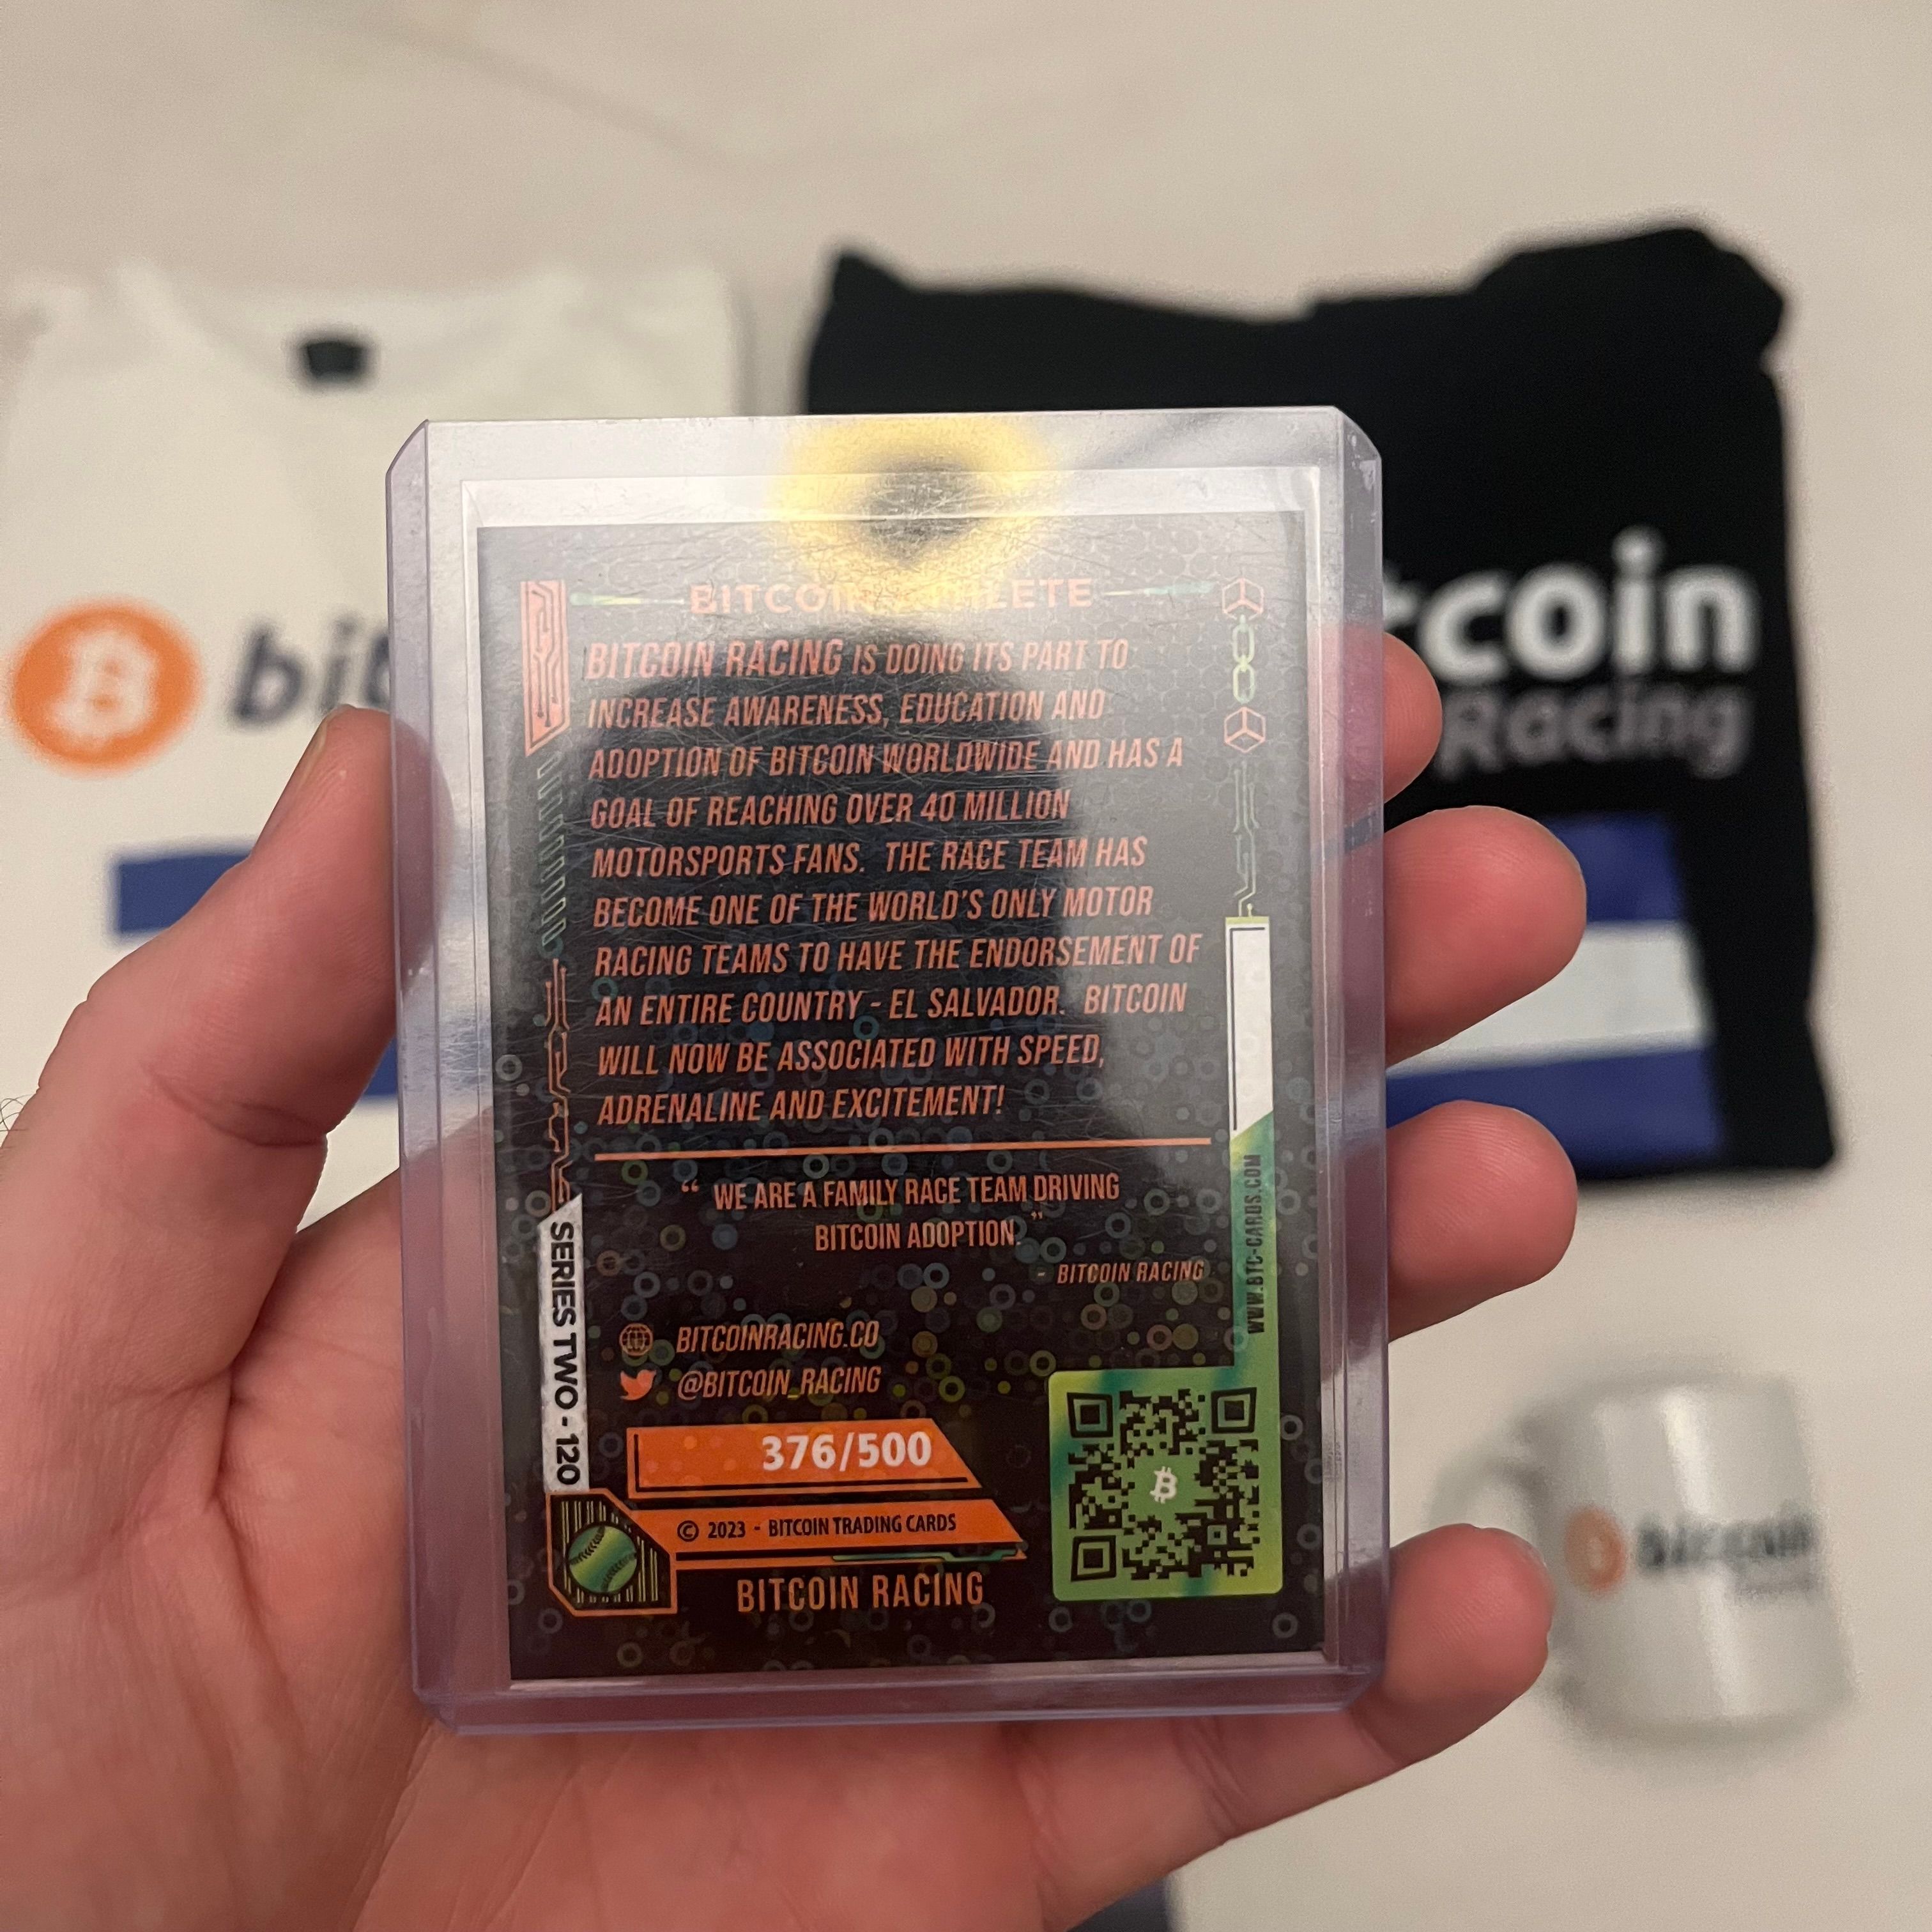 bit
tcoin
Racing
BITCOIN ATHLETE
BITCOIN RACING IS DOING ITS PART TO
INCREASE AWARENESS, EDUCATION AND
ADOPTION OF BITCOIN WORLDWIDE AND HAS A
GOAL OF REACHING OVER 40 MILLION
MOTORSPORTS FANS. THE RACE TEAM HAS
BECOME ONE OF THE WORLD'S ONLY MOTOR
RACING TEAMS TO HAVE THE ENDORSEMENT OF
AN ENTIRE COUNTRY - EL SALVADOR. BITCOIN
WILL NOW BE ASSOCIATED WITH SPEED,
ADRENALINE AND EXCITEMENT!
“ WE ARE A FAMILY RACE TEAM DRIVING
BITCOIN ADOPTION. ”
- BITCOIN RACING
WWW.BTC-CARDS.COM
SERIES TWO - 120
BITCOINRACING.CO
@BITCOIN_RACING
376/500
© 2023 - BITCOIN TRADING CARDS
BITCOIN RACING
bitcoin